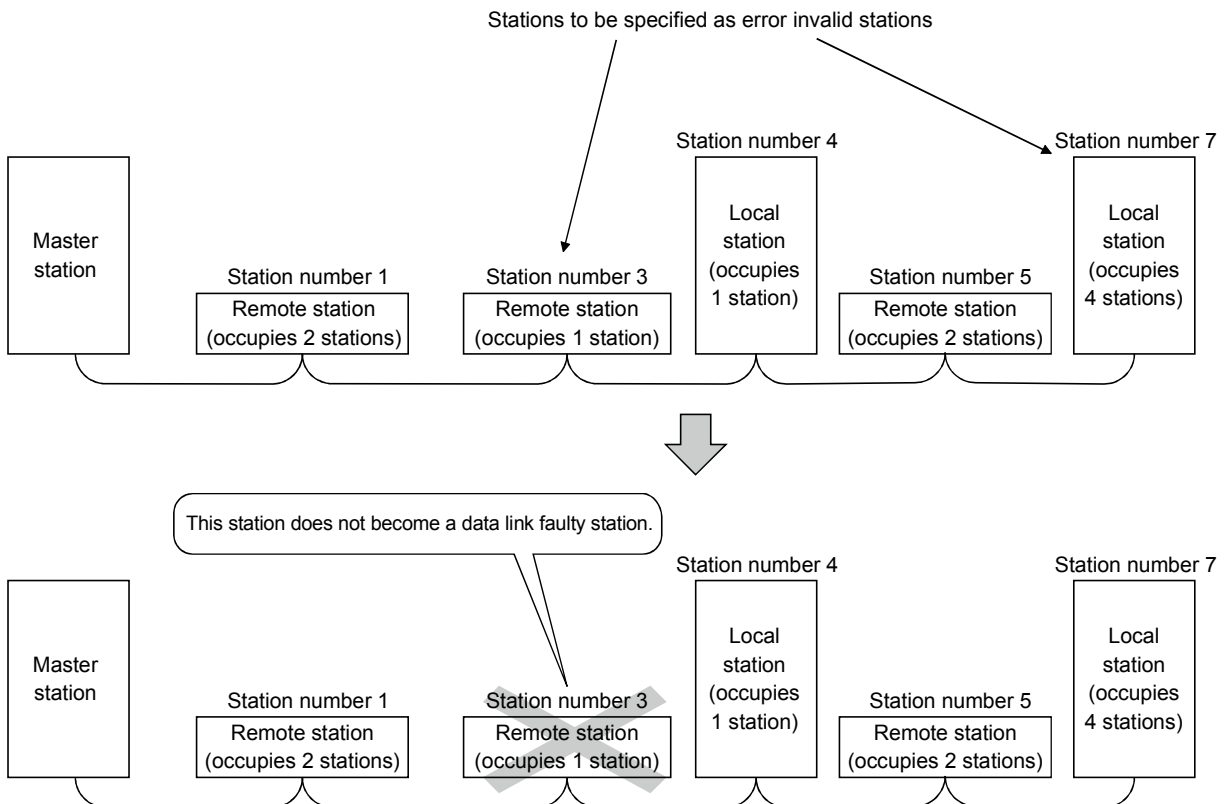 Stations to be specified as error invalid stations
Station number 4
Station number 7
Master
station
Station number 1
Remote station
(occupies 2 stations)
Station number 3
Remote station
(occupies 1 station)
Local
station
(occupies
1 station)
Station number 5
Remote station
(occupies 2 stations)
Local
station
(occupies
4 stations)
This station does not become a data link faulty station.
Station number 4
Station number 7
Master
station
Station number 1
Remote station
(occupies 2 stations)
Station number 3
Remote station
(occupies 1 station)
Local
station
(occupies
1 station)
Station number 5
Remote station
(occupies 2 stations)
Local
station
(occupies
4 stations)